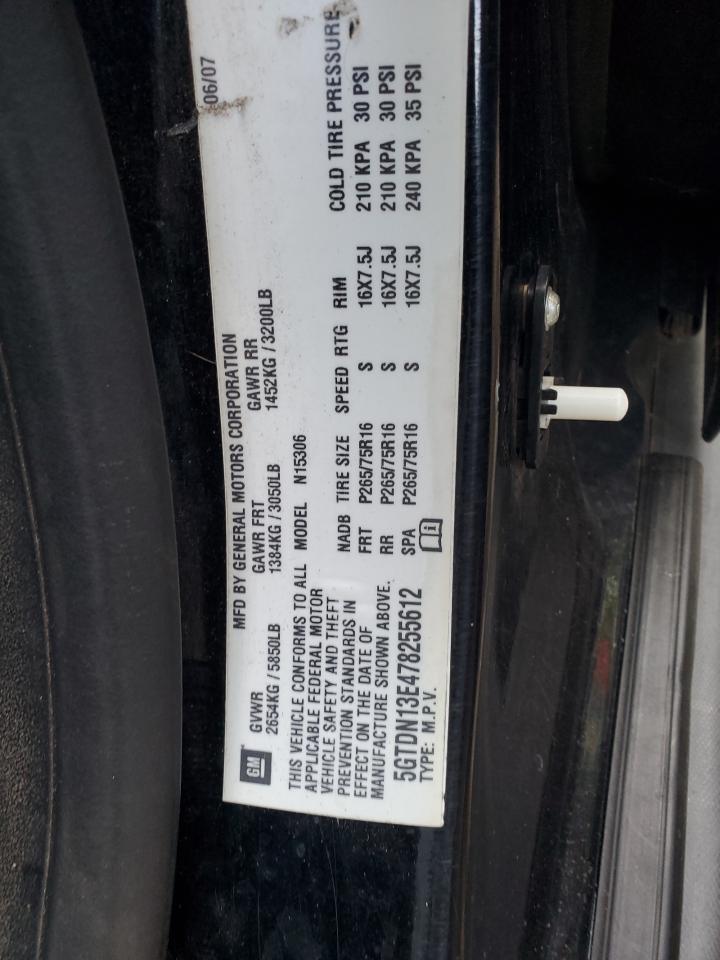 06/07
MFD BY GENERAL MOTORS CORPORATION
GM
GVWR GAWR FRT GAWR RR
2654KG / 5850LB 1384KG / 3050LB 1452KG / 3200LB
THIS VEHICLE CONFORMS TO ALL MODEL N15306
APPLICABLE FEDERAL MOTOR
VEHICLE SAFETY AND THEFT
PREVENTION STANDARDS IN
EFFECT ON THE DATE OF
MANUFACTURE SHOWN ABOVE.
5GTDN13E478255612
TYPE: M.P.V.
NADB TIRE SIZE SPEED RTG RIM COLD TIRE PRESSURE
FRT P265/75R16 S 16X7.5J 210 KPA 30 PSI
RR P265/75R16 S 16X7.5J 210 KPA 30 PSI
SPA P265/75R16 S 16X7.5J 240 KPA 35 PSI